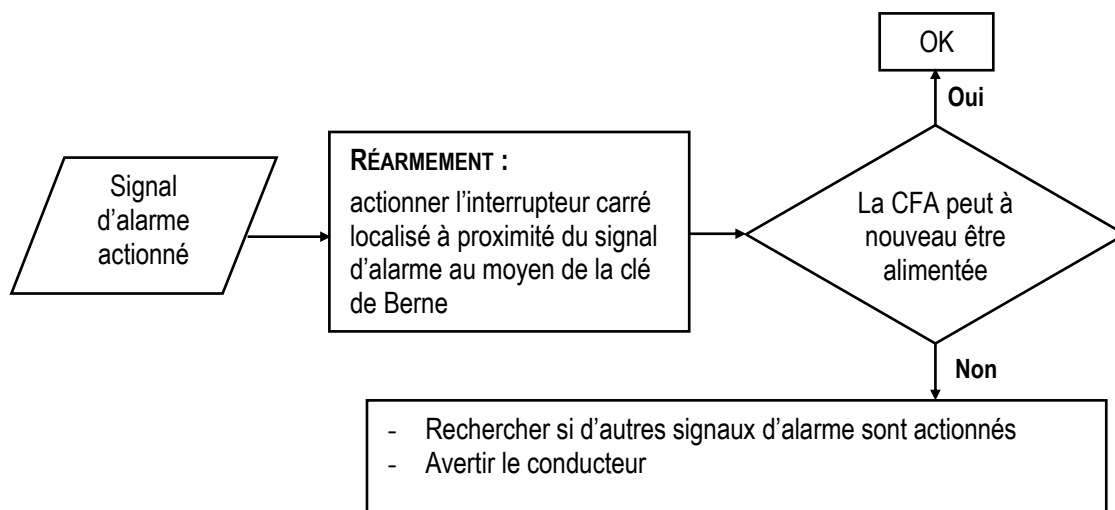 Signal
d'alarme
actionné
RÉARMEMENT :
actionner l'interrupteur carré
localisé à proximité du signal
d'alarme au moyen de la clé
de Berne
La CFA peut à
nouveau être
alimentée
Oui
OK
Non
- Rechercher si d'autres signaux d'alarme sont actionnés
- Avertir le conducteur